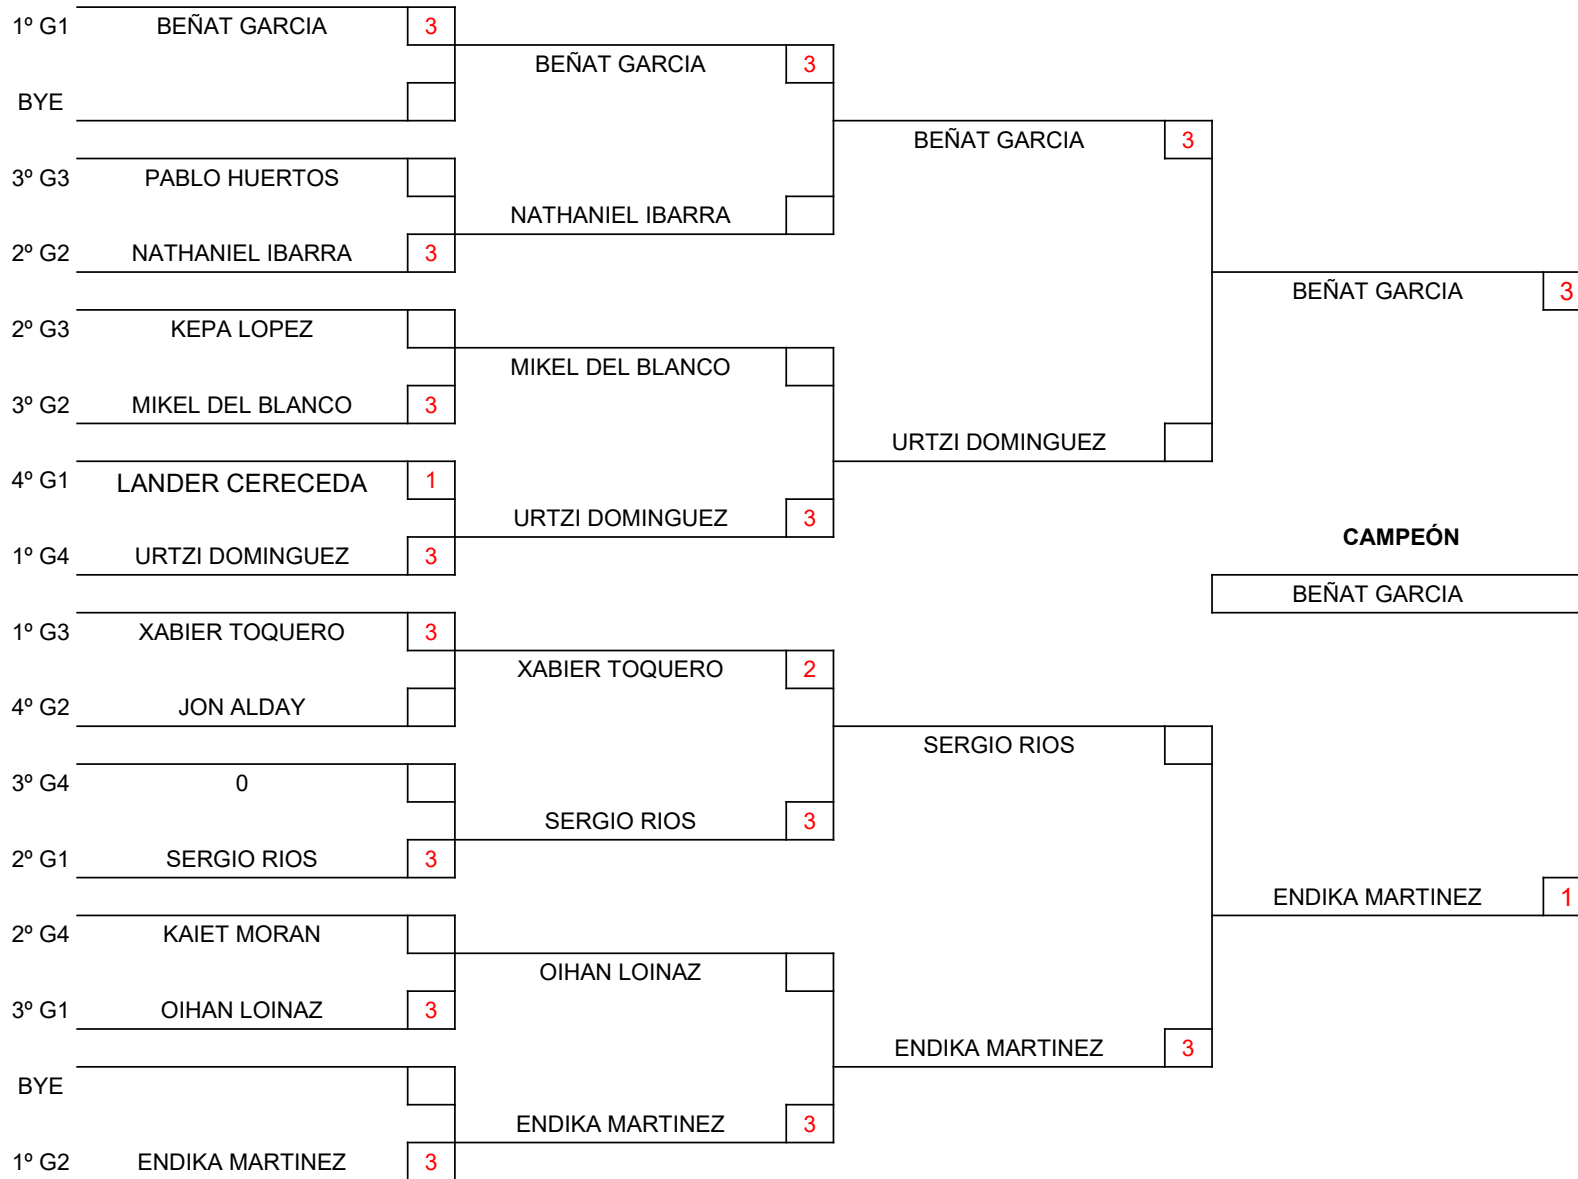 1º G1 BEÑAT GARCIA 3
BEÑAT GARCIA 3
BYE
BEÑAT GARCIA 3
3º G3 PABLO HUERTOS
NATHANIEL IBARRA
2º G2 NATHANIEL IBARRA 3
BEÑAT GARCIA 3
2º G3 KEPA LOPEZ
MIKEL DEL BLANCO
3º G2 MIKEL DEL BLANCO 3
URTZI DOMINGUEZ
4º G1 LANDER CERECEDA 1
URTZI DOMINGUEZ 3
CAMPEÓN
1º G4 URTZI DOMINGUEZ 3
BEÑAT GARCIA
1º G3 XABIER TOQUERO 3
XABIER TOQUERO 2
4º G2 JON ALDAY
SERGIO RIOS
3º G4 0
SERGIO RIOS 3
2º G1 SERGIO RIOS 3
ENDIKA MARTINEZ 1
2º G4 KAIET MORAN
OIHAN LOINAZ
3º G1 OIHAN LOINAZ 3
ENDIKA MARTINEZ 3
BYE
ENDIKA MARTINEZ 3
1º G2 ENDIKA MARTINEZ 3